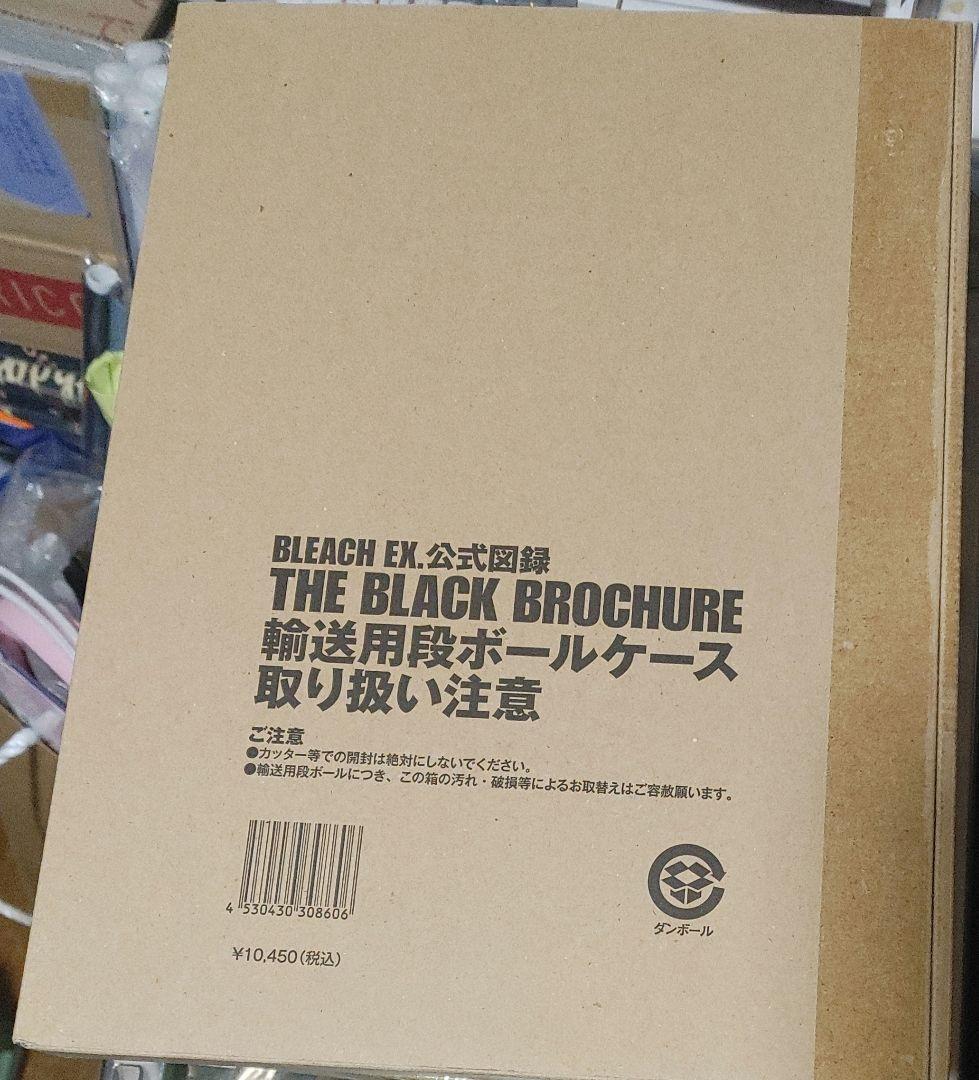 BLEACH EX.公式図録
THE BLACK BROCHURE
輸送用段ボールケース
取り扱い注意
ご注意
●カッター等での開封は絶対にしないでください。
●輸送用段ボールにつき、この箱の汚れ・破損等によるお取替えはご容赦願います。
4 530430 308606
¥10,450(税込)
ダンボール